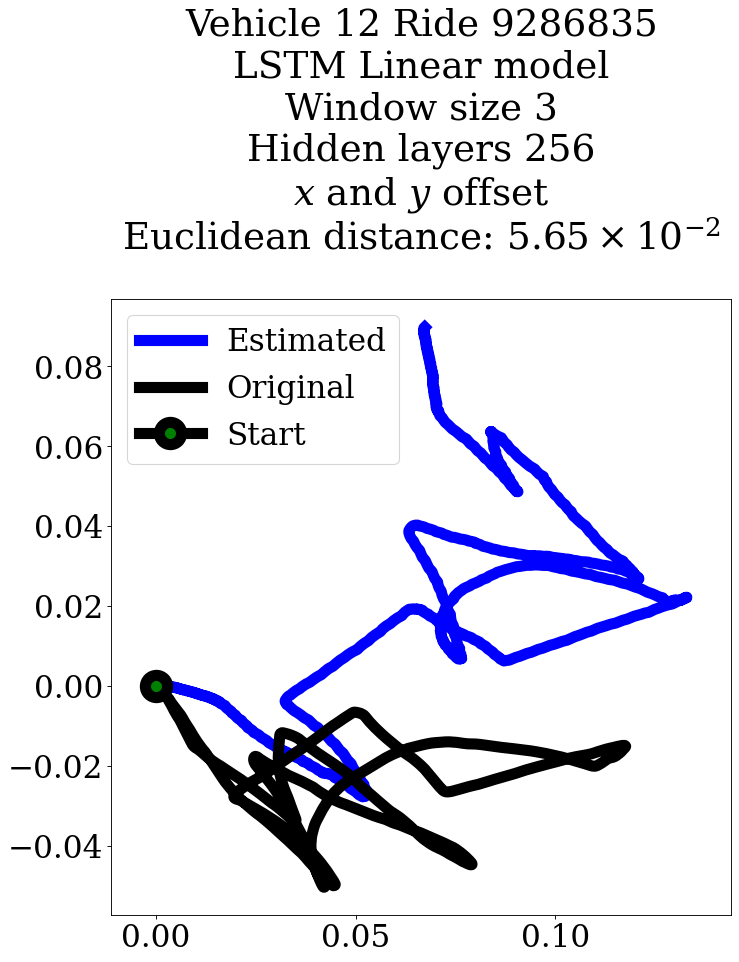 Vehicle 12 Ride 9286835
LSTM Linear model
Window size 3
Hidden layers 256
x and y offset
Euclidean distance: 5.65 × 10⁻²
Estimated
Original
Start
0.08
0.06
0.04
0.02
0.00
−0.02
−0.04
0.00 0.05 0.10